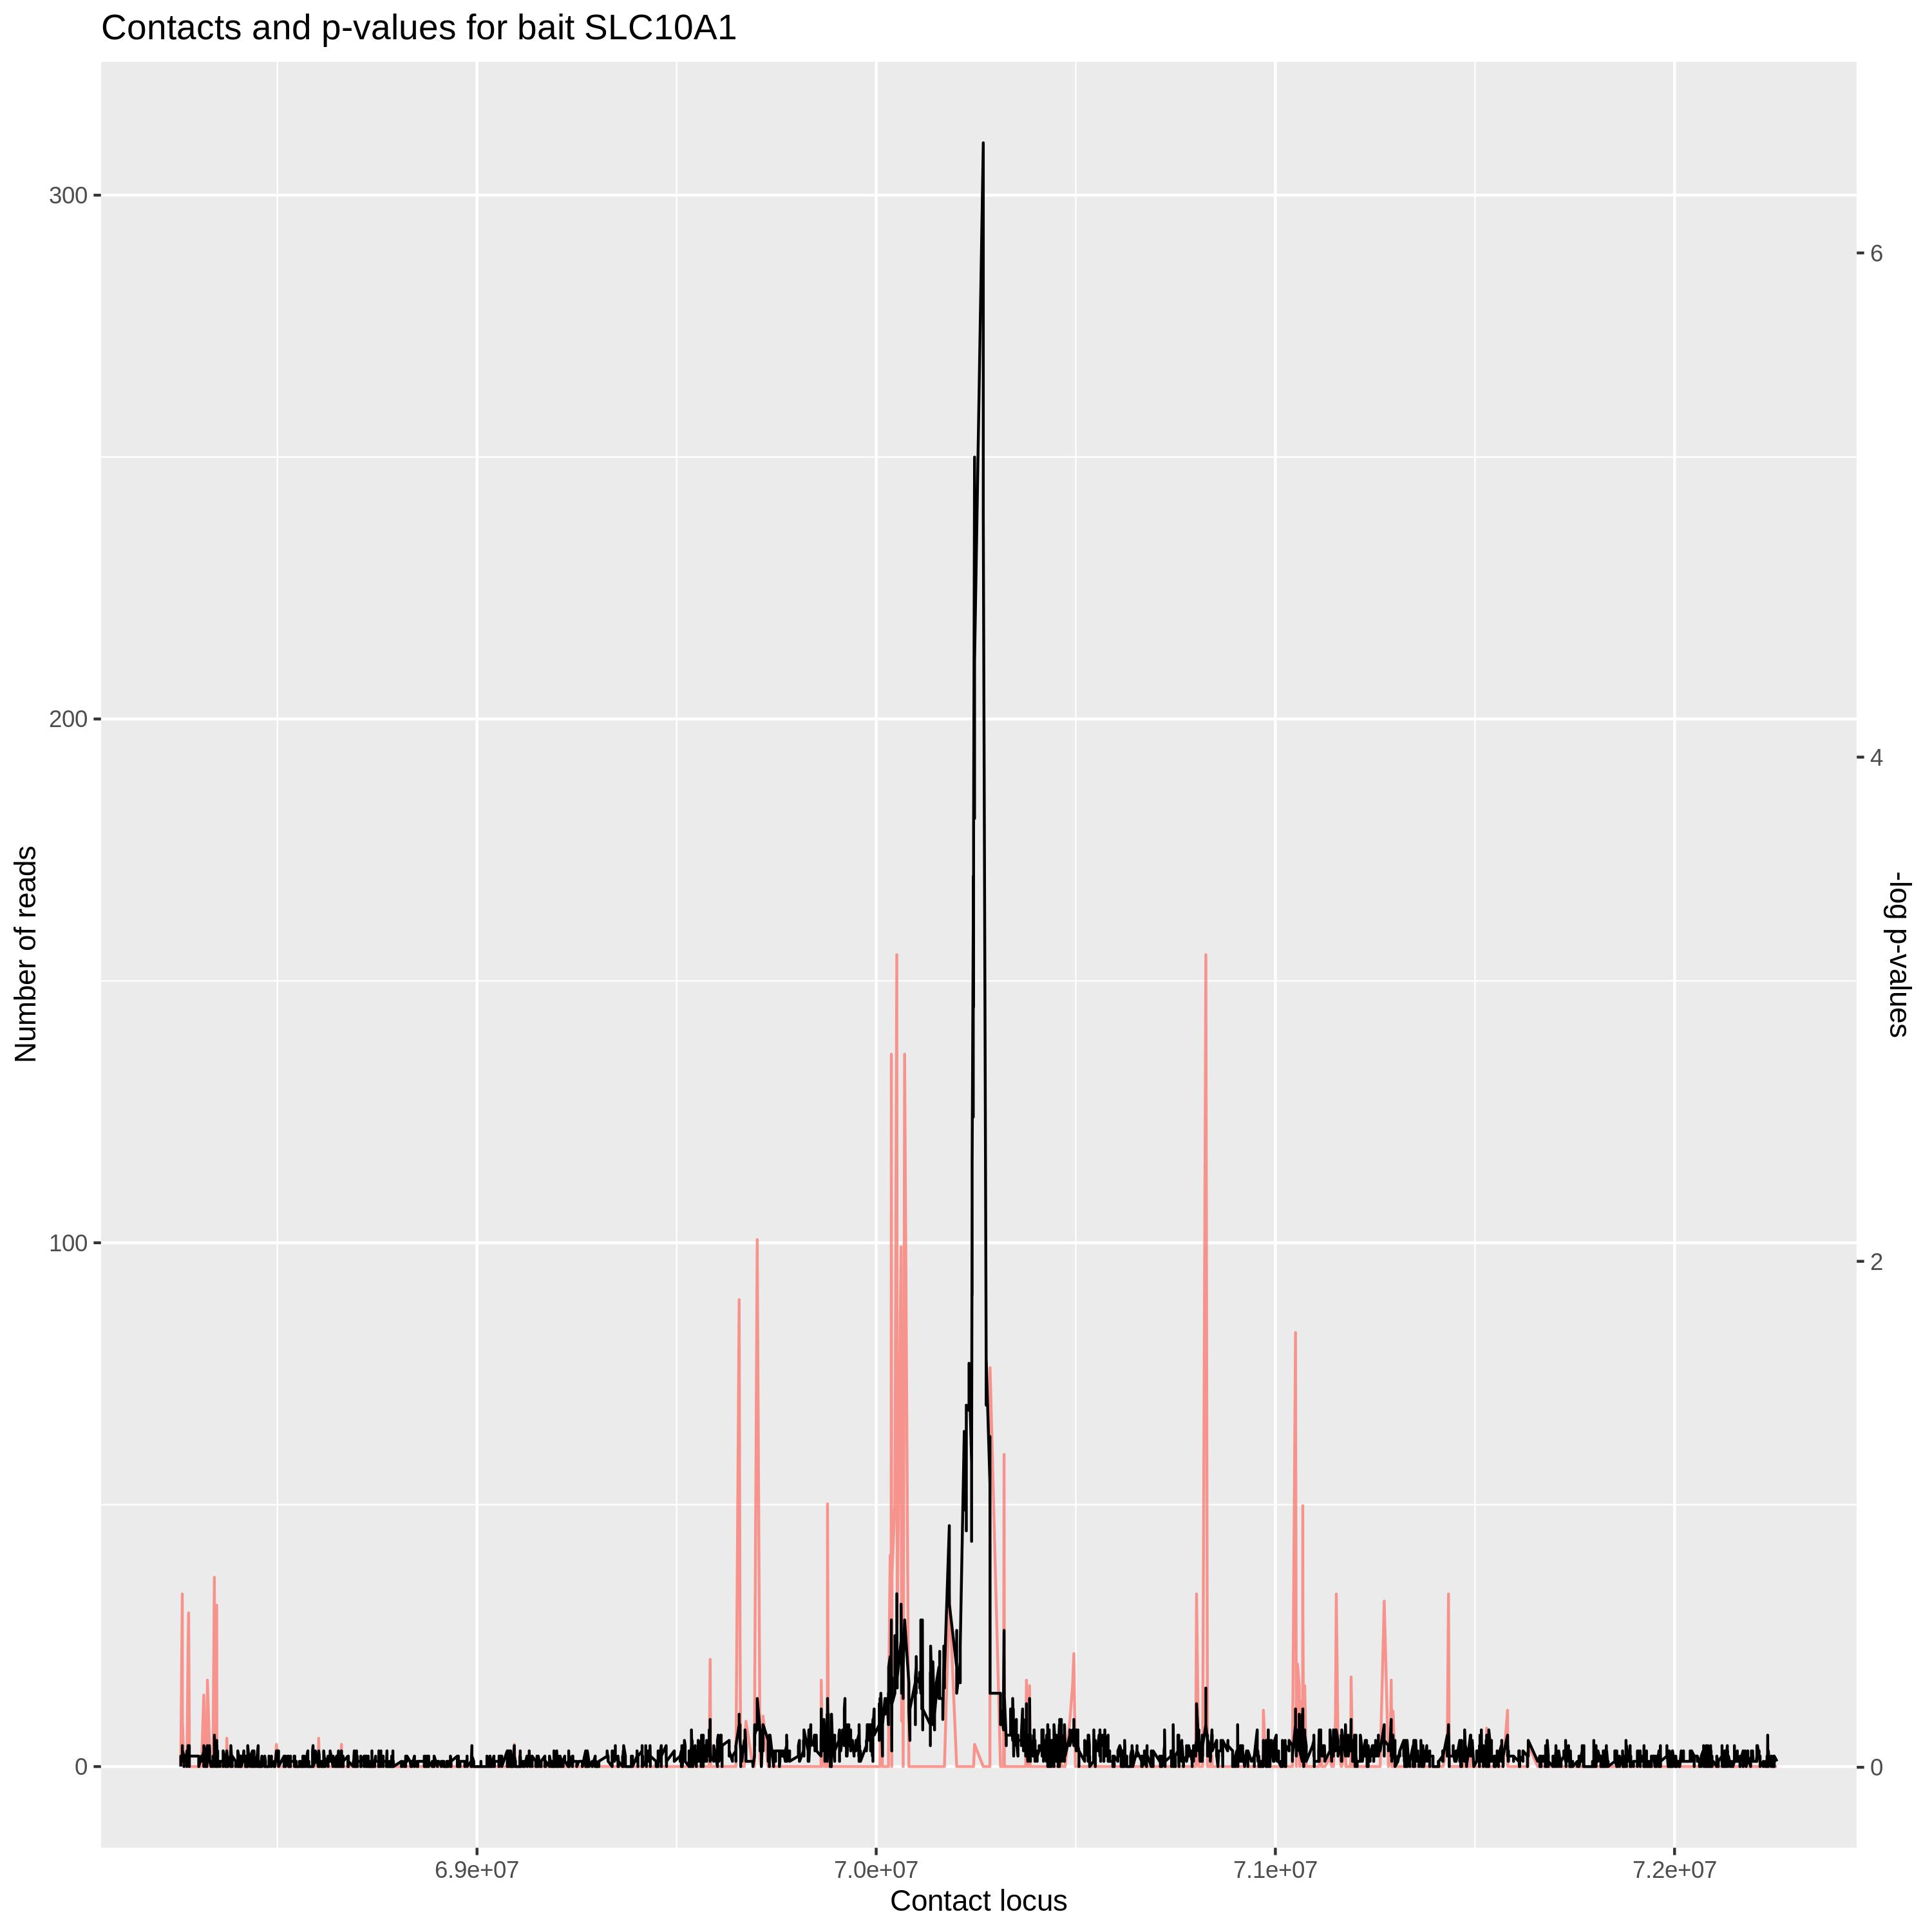 Contacts and p-values for bait SLC10A1
300
200
100
0
Number of reads
6
4
2
0
-log p-values
6.9e+07
7.0e+07
7.1e+07
7.2e+07
Contact locus